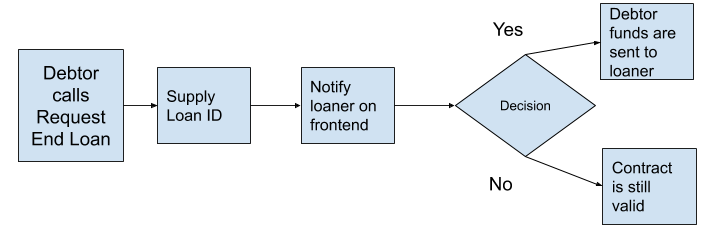 Debtor
calls
Request
End Loan
Supply
Loan ID
Notify
loaner on
frontend
Decision
Yes
Debtor
funds are
sent to
loaner
No
Contract
is still
valid